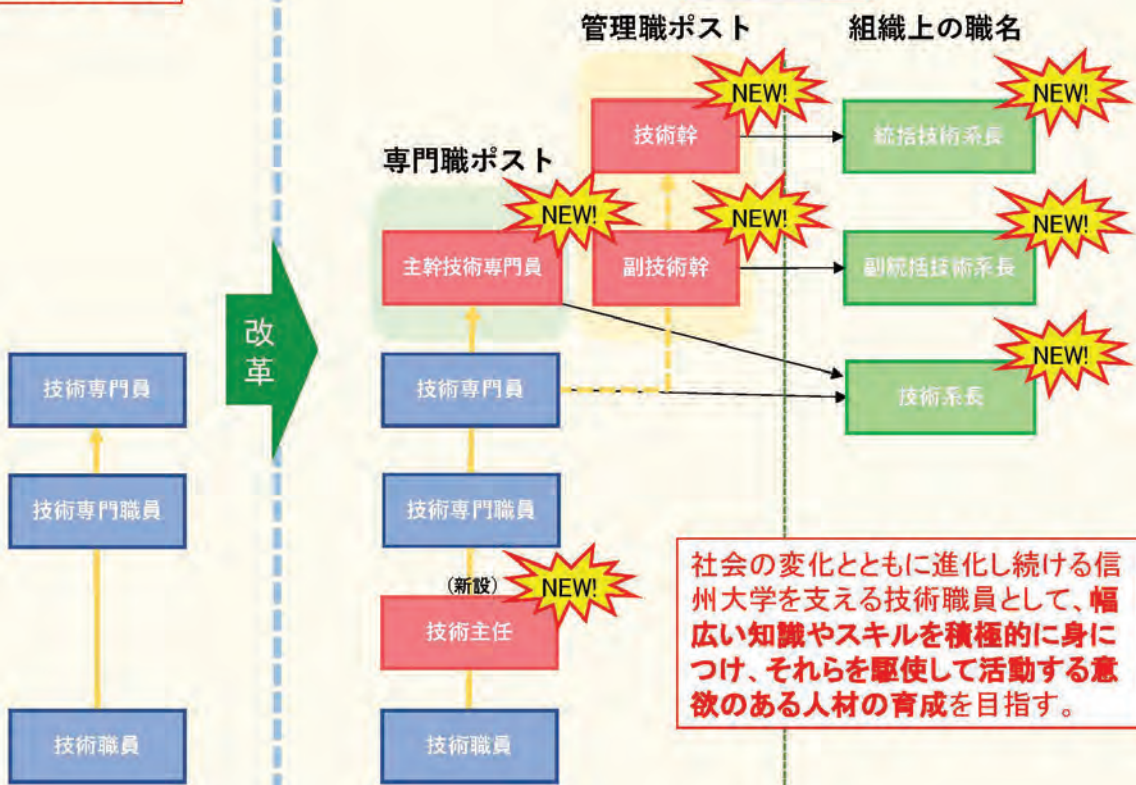 管理職ポスト
組織上の職名
NEW!
NEW!
技術幹
統括技術系長
専門職ポスト
NEW!
NEW!
NEW!
主幹技術専門員
副技術幹
副統括技術系長
改革
NEW!
技術専門員
技術専門員
技術系長
技術専門職員
技術専門職員
(新設)
NEW!
技術主任
技術職員
技術職員
社会の変化とともに進化し続ける信
州大学を支える技術職員として、幅
広い知識やスキルを積極的に身に
つけ、それらを駆使して活動する意
欲のある人材の育成を目指す。